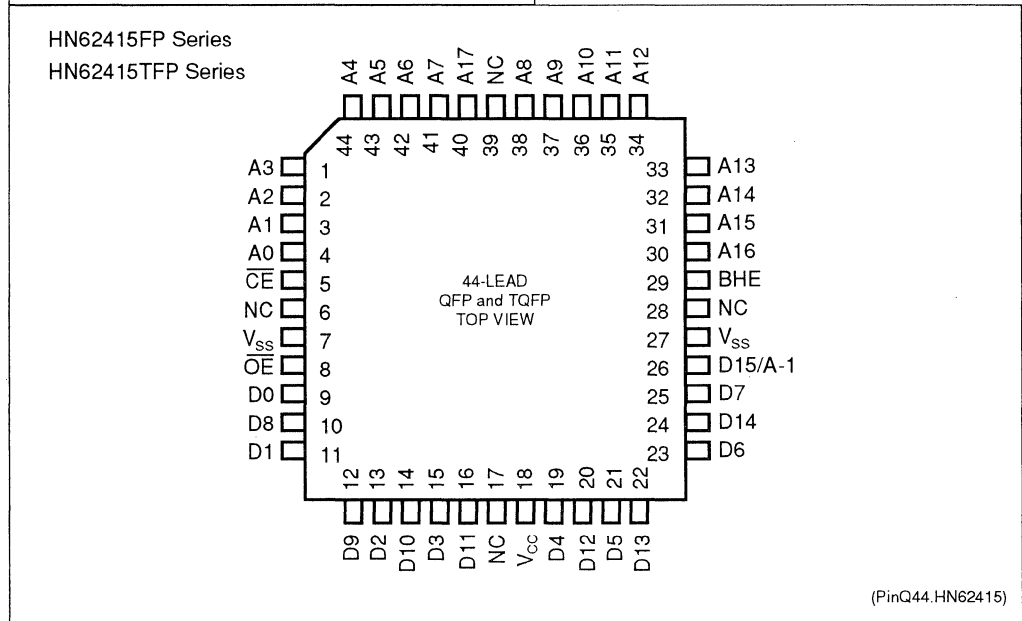 HN62415FP Series
HN62415TFP Series
A4 A5 A6 A7 A17 NC A8 A9 A10 A11 A12
44 43 42 41 40 39 38 37 36 35 34
A3 1 33 A13
A2 2 32 A14
A1 3 31 A15
A0 4 30 A16
C̅E̅ 5 29 BHE
NC 6 28 NC
VSS 7 27 VSS
O̅E̅ 8 26 D15/A-1
D0 9 25 D7
D8 10 24 D14
D1 11 23 D6
44-LEAD
QFP and TQFP
TOP VIEW
12 13 14 15 16 17 18 19 20 21 22
D9 D2 D10 D3 D11 NC VCC D4 D12 D5 D13
(PinQ44.HN62415)